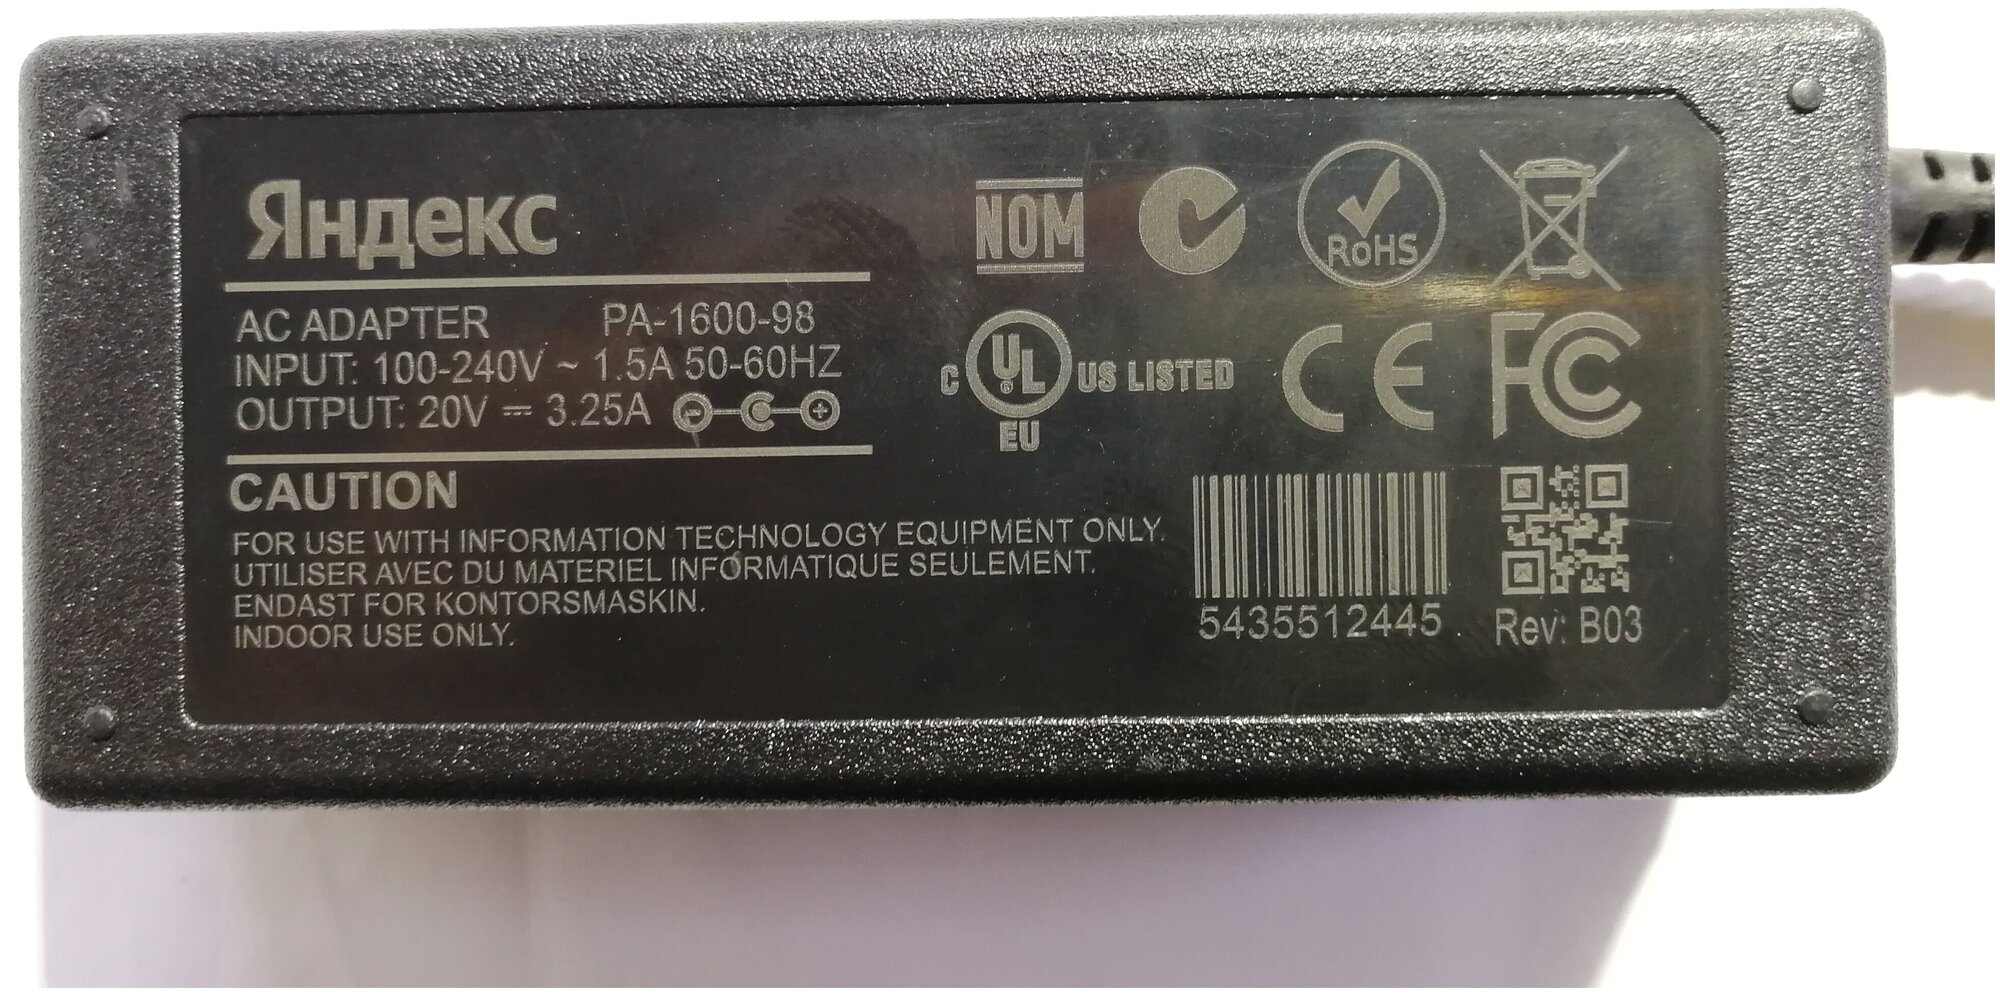 Яндекс
AC ADAPTER PA-1600-98
INPUT: 100-240V ~ 1.5A 50-60HZ
OUTPUT: 20V ⎓ 3.25A
CAUTION
FOR USE WITH INFORMATION TECHNOLOGY EQUIPMENT ONLY.
UTILISER AVEC DU MATERIEL INFORMATIQUE SEULEMENT.
ENDAST FOR KONTORSMASKIN.
INDOOR USE ONLY.
NOM
RoHS
C UL US LISTED
EU
CE FC
5435512445
Rev: B03